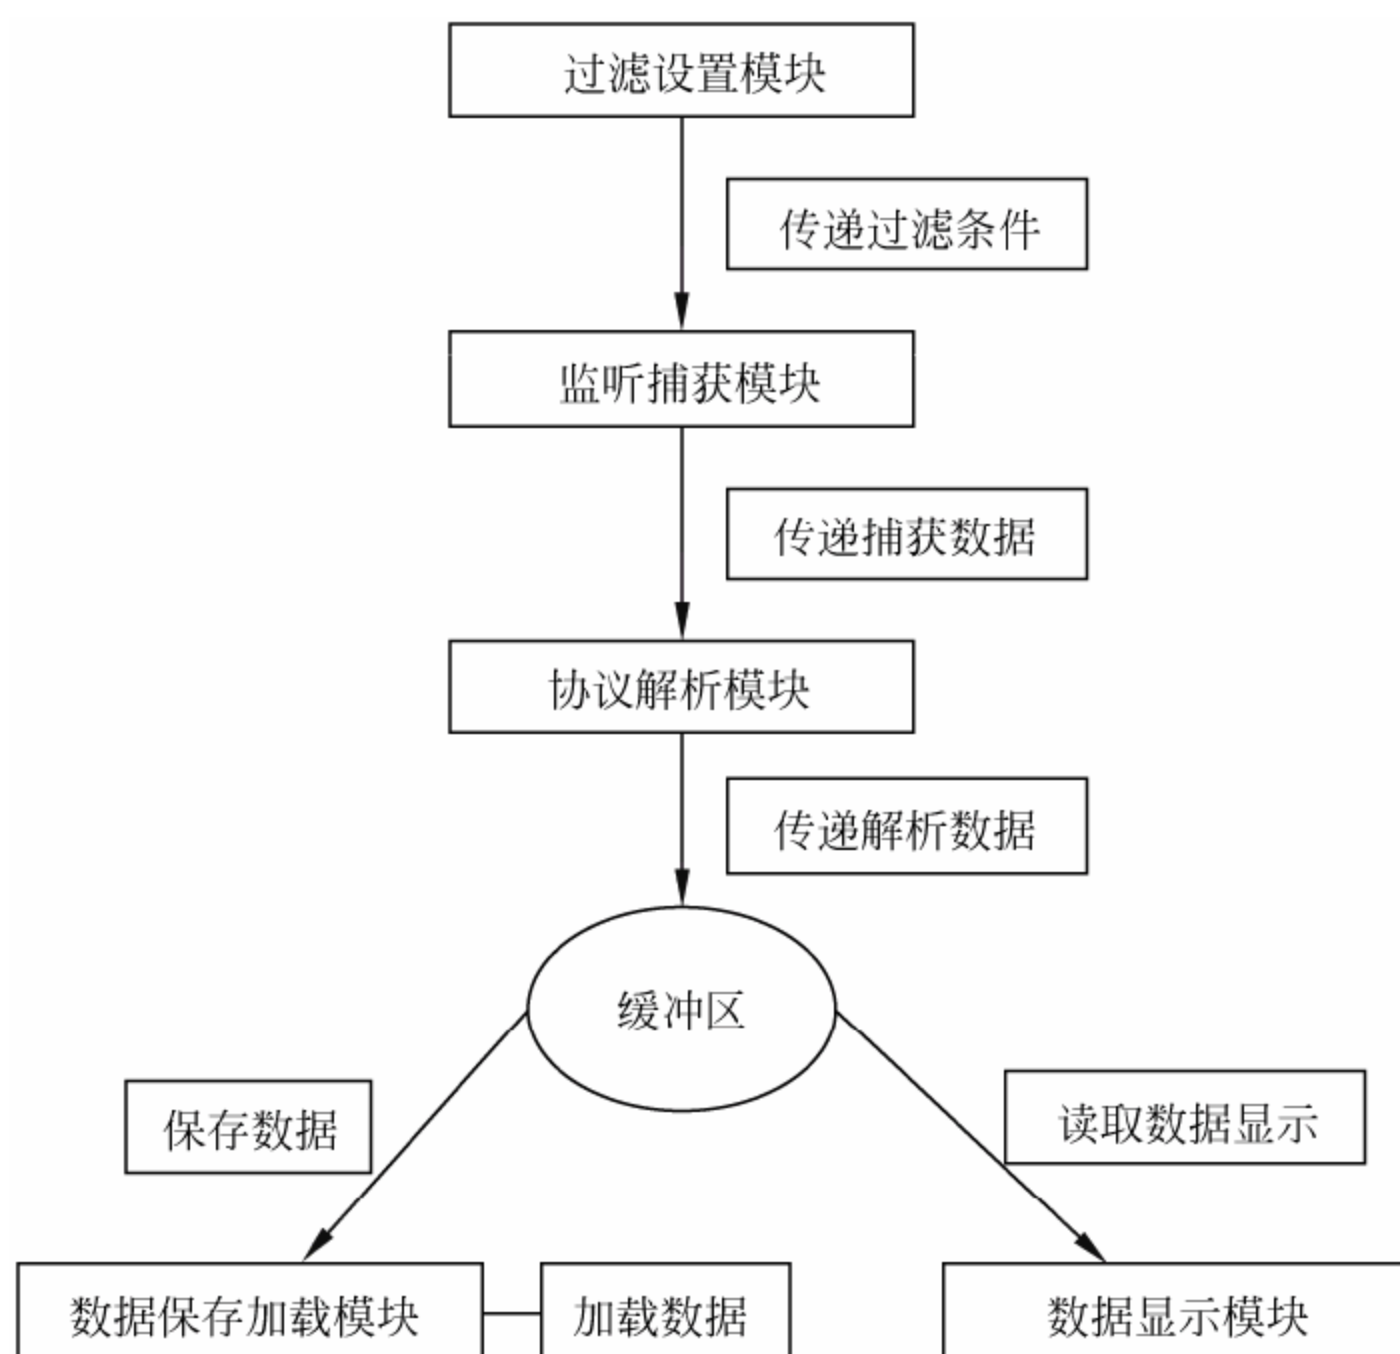 过滤设置模块
传递过滤条件
监听捕获模块
传递捕获数据
协议解析模块
传递解析数据
缓冲区
保存数据
读取数据显示
数据保存加载模块
加载数据
数据显示模块